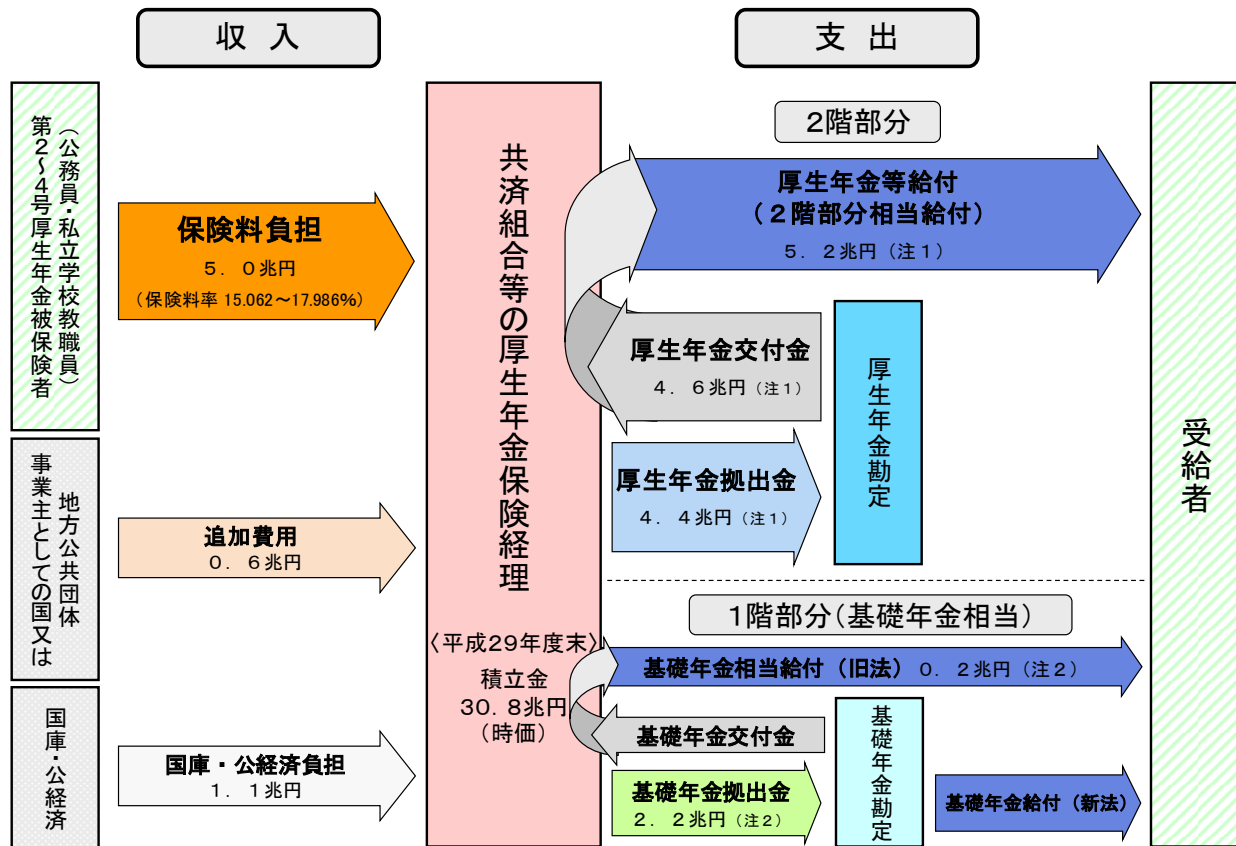 収 入
支 出
第2～4号厚生年金被保険者
（公務員・私立学校教職員）
保険料負担
5．0兆円
（保険料率 15.062～17.986%）
事業主としての国又は
地方公共団体
追加費用
0．6兆円
国庫・公経済
国庫・公経済負担
1．1兆円
共済組合等の厚生年金保険経理
〈平成29年度末〉
積立金
30．8兆円
（時価）
2階部分
厚生年金等給付
（２階部分相当給付）
5．2兆円（注１）
厚生年金交付金
4．6兆円（注１）
厚生年金拠出金
4．4兆円（注１）
厚生年金勘定
1階部分（基礎年金相当）
基礎年金相当給付（旧法）0．2兆円（注２）
基礎年金交付金
基礎年金拠出金
2．2兆円（注２）
基礎年金勘定
基礎年金給付（新法）
受給者